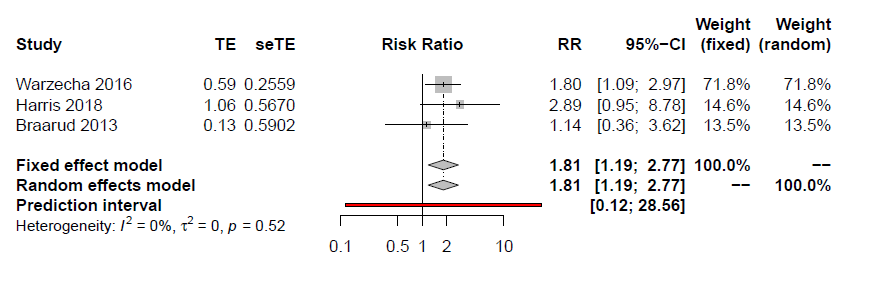 Weight Weight
Study TE seTE Risk Ratio RR 95%−CI (fixed) (random)
Warzecha 2016 0.59 0.2559 1.80 [1.09; 2.97] 71.8% 71.8%
Harris 2018 1.06 0.5670 2.89 [0.95; 8.78] 14.6% 14.6%
Braarud 2013 0.13 0.5902 1.14 [0.36; 3.62] 13.5% 13.5%
Fixed effect model 1.81 [1.19; 2.77] 100.0% −−
Random effects model 1.81 [1.19; 2.77] −− 100.0%
Prediction interval [0.12; 28.56]
Heterogeneity: I² = 0%, τ² = 0, p = 0.52
0.1 0.5 1 2 10